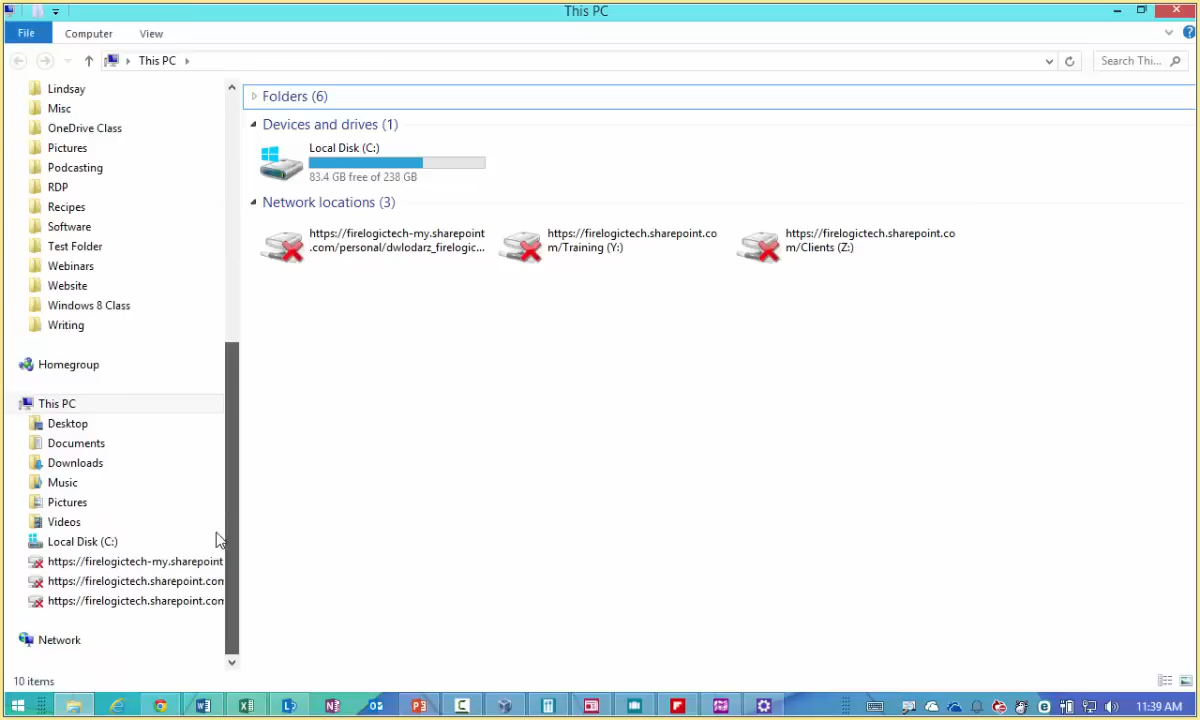 This PC
File
Computer
View
This PC
Search Thi...
Lindsay
Misc
OneDrive Class
Pictures
Podcasting
RDP
Recipes
Software
Test Folder
Webinars
Website
Windows 8 Class
Writing
Homegroup
This PC
Desktop
Documents
Downloads
Music
Pictures
Videos
Local Disk (C:)
https://firelogictech-my.sharepoint
https://firelogictech.sharepoint.com
https://firelogictech.sharepoint.com
Network
Folders (6)
Devices and drives (1)
Local Disk (C:)
83.4 GB free of 238 GB
Network locations (3)
https://firelogictech-my.sharepoint
.com/personal/dwlodarz_firelogic...
https://firelogictech.sharepoint.co
m/Training (Y:)
https://firelogictech.sharepoint.co
m/Clients (Z:)
10 items
11:39 AM